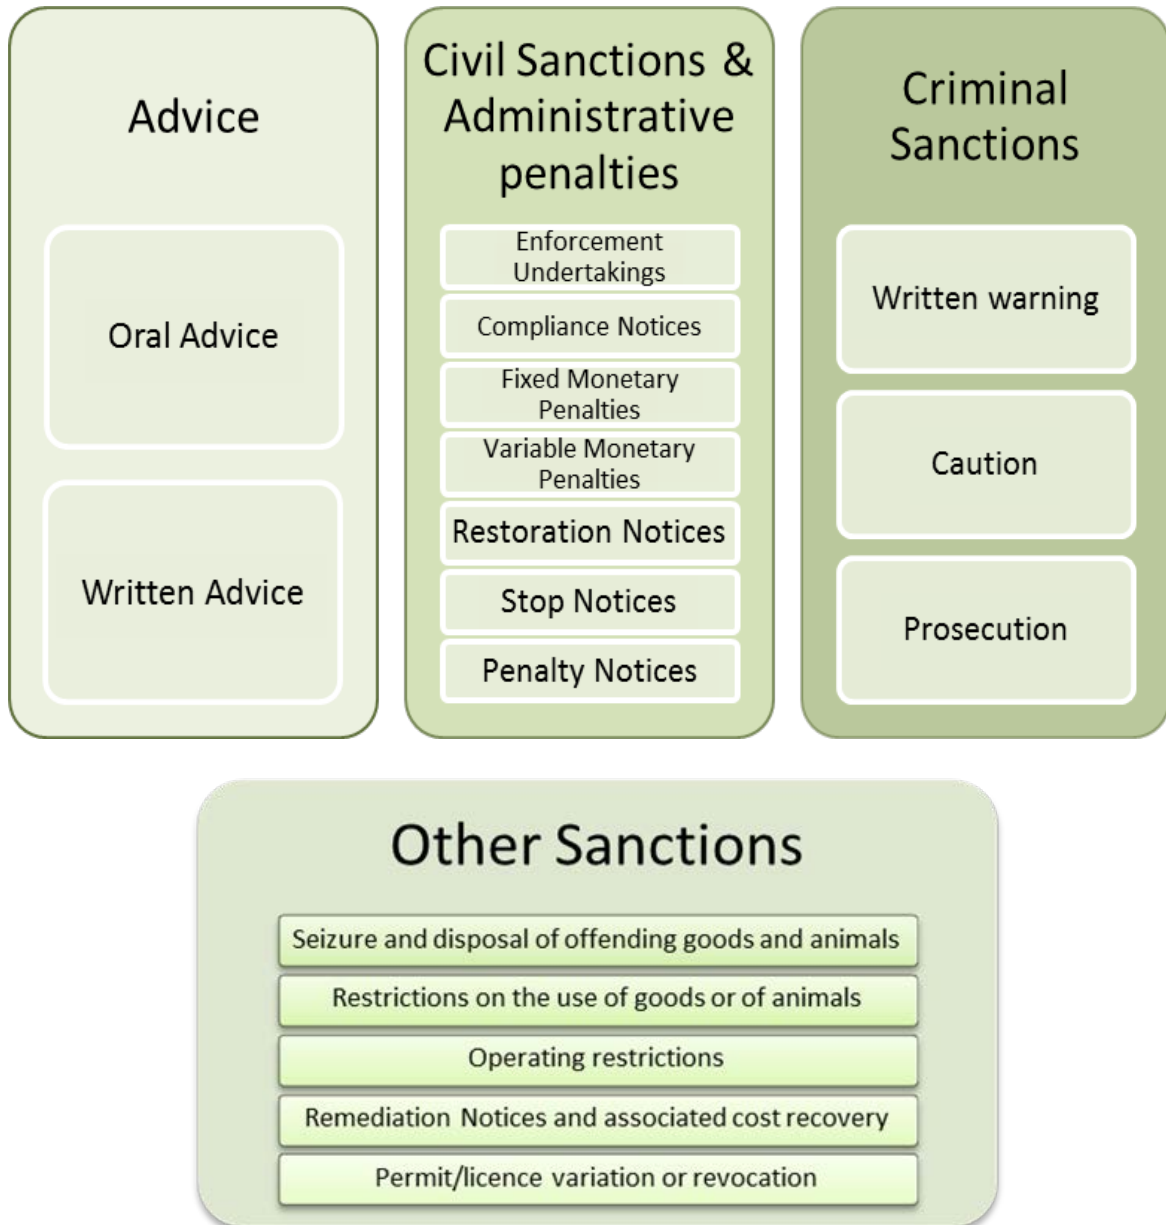 Advice
Oral Advice
Written Advice
Civil Sanctions &
Administrative
penalties
Enforcement
Undertakings
Compliance Notices
Fixed Monetary
Penalties
Variable Monetary
Penalties
Restoration Notices
Stop Notices
Penalty Notices
Criminal
Sanctions
Written warning
Caution
Prosecution
Other Sanctions
Seizure and disposal of offending goods and animals
Restrictions on the use of goods or of animals
Operating restrictions
Remediation Notices and associated cost recovery
Permit/licence variation or revocation